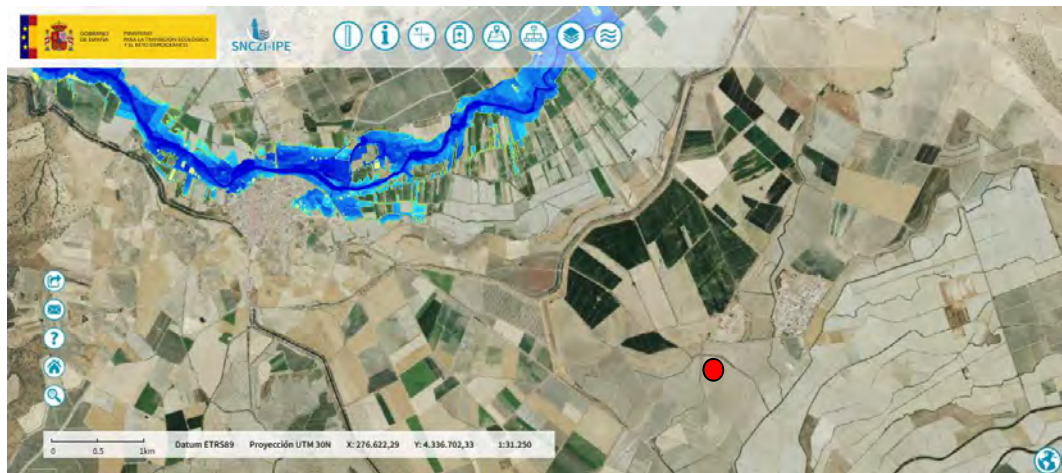 GOBIERNO
DE ESPAÑA
MINISTERIO
PARA LA TRANSICIÓN ECOLÓGICA
Y EL RETO DEMOGRÁFICO
SNCZI-IPE
i
?
0 0.5 1km
Datum ETRS89 Proyección UTM 30N X: 276.622,29 Y: 4.336.702,33 1:31.250